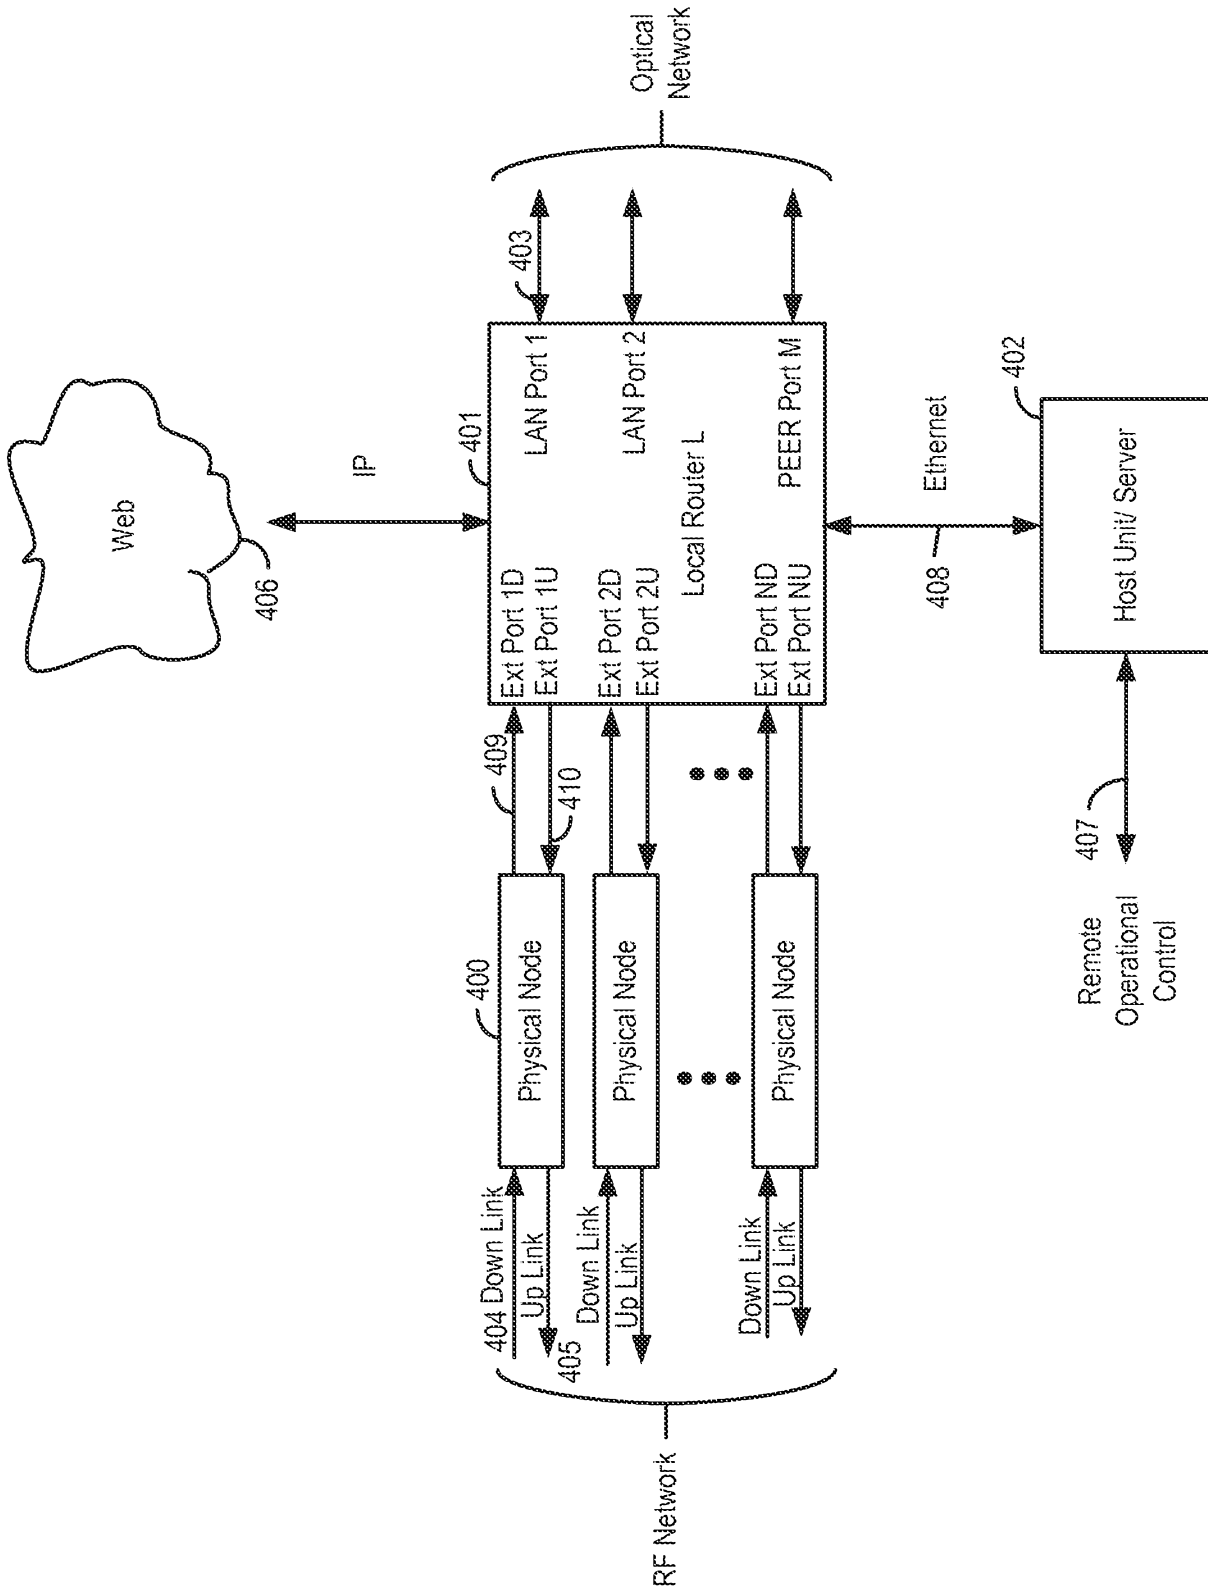 Web
406
IP
401
403
Optical
Network
LAN Port 1
LAN Port 2
PEER Port M
Local Router L
Ext Port 1D
Ext Port 1U
Ext Port 2D
Ext Port 2U
Ext Port ND
Ext Port NU
409
410
400
Physical Node
Physical Node
Physical Node
404 Down Link
Up Link
405
Down Link
Up Link
Down Link
Up Link
RF Network
Ethernet
408
402
Host Unit/ Server
407
Remote
Operational
Control